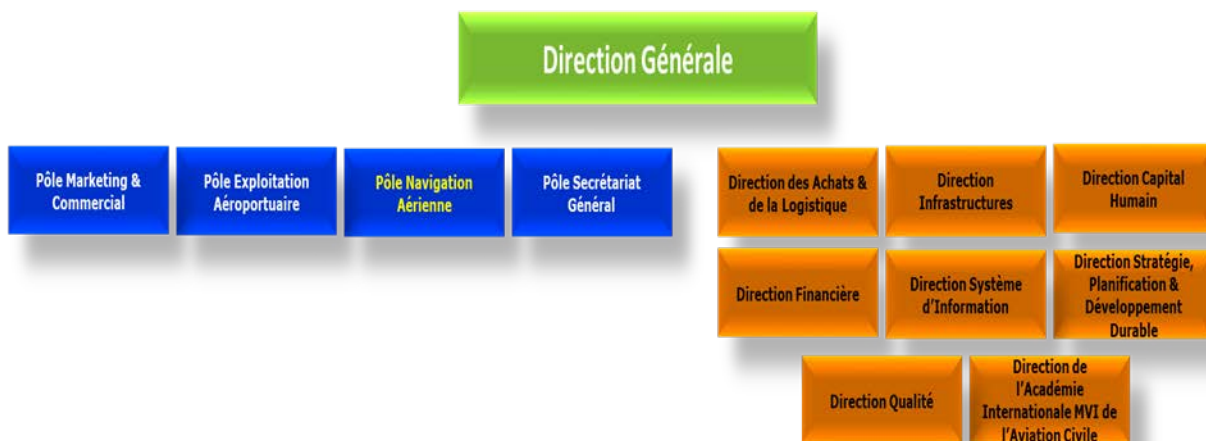 Direction Générale
Pôle Marketing &
Commercial
Pôle Exploitation
Aéroportuaire
Pôle Navigation
Aérienne
Pôle Secrétariat
Général
Direction des Achats &
de la Logistique
Direction
Infrastructures
Direction Capital
Humain
Direction Financière
Direction Système
d'Information
Direction Stratégie,
Planification &
Développement
Durable
Direction Qualité
Direction de
l'Académie
Internationale MVI de
l'Aviation Civile